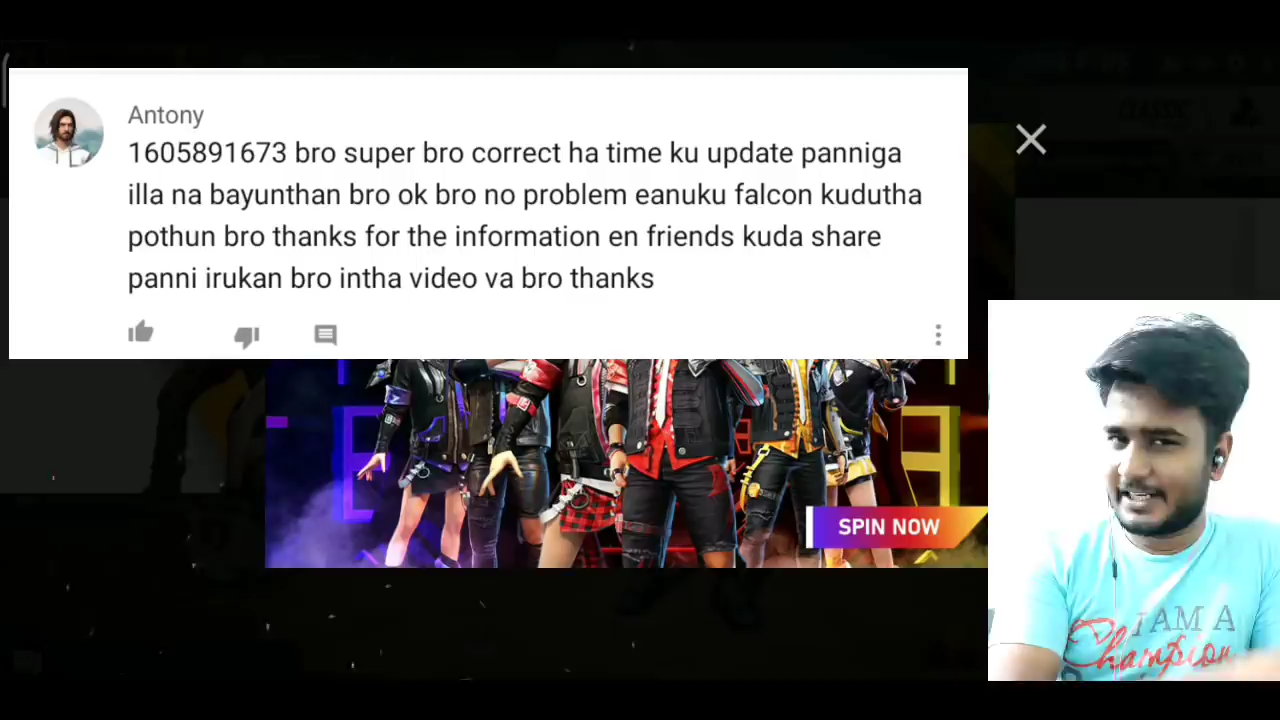 CLASSIC
Antony
1605891673 bro super bro correct ha time ku update panniga
illa na bayunthan bro ok bro no problem eanuku falcon kudutha
pothun bro thanks for the information en friends kuda share
panni irukan bro intha video va bro thanks
SPIN NOW
I AM A
Champion